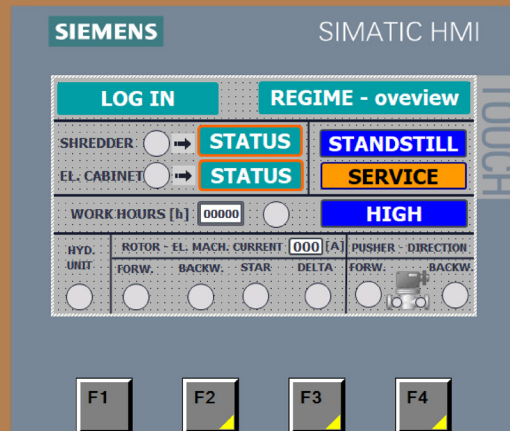 SIEMENS SIMATIC HMI
TOUCH
LOG IN REGIME - oveview
SHREDDER STATUS STANDSTILL
EL. CABINET STATUS SERVICE
WORK HOURS [h] 00000 HIGH
HYD. UNIT
ROTOR - EL. MACH. CURRENT 000 [A] PUSHER - DIRECTION
FORW. BACKW. STAR DELTA FORW. BACKW.
F1 F2 F3 F4